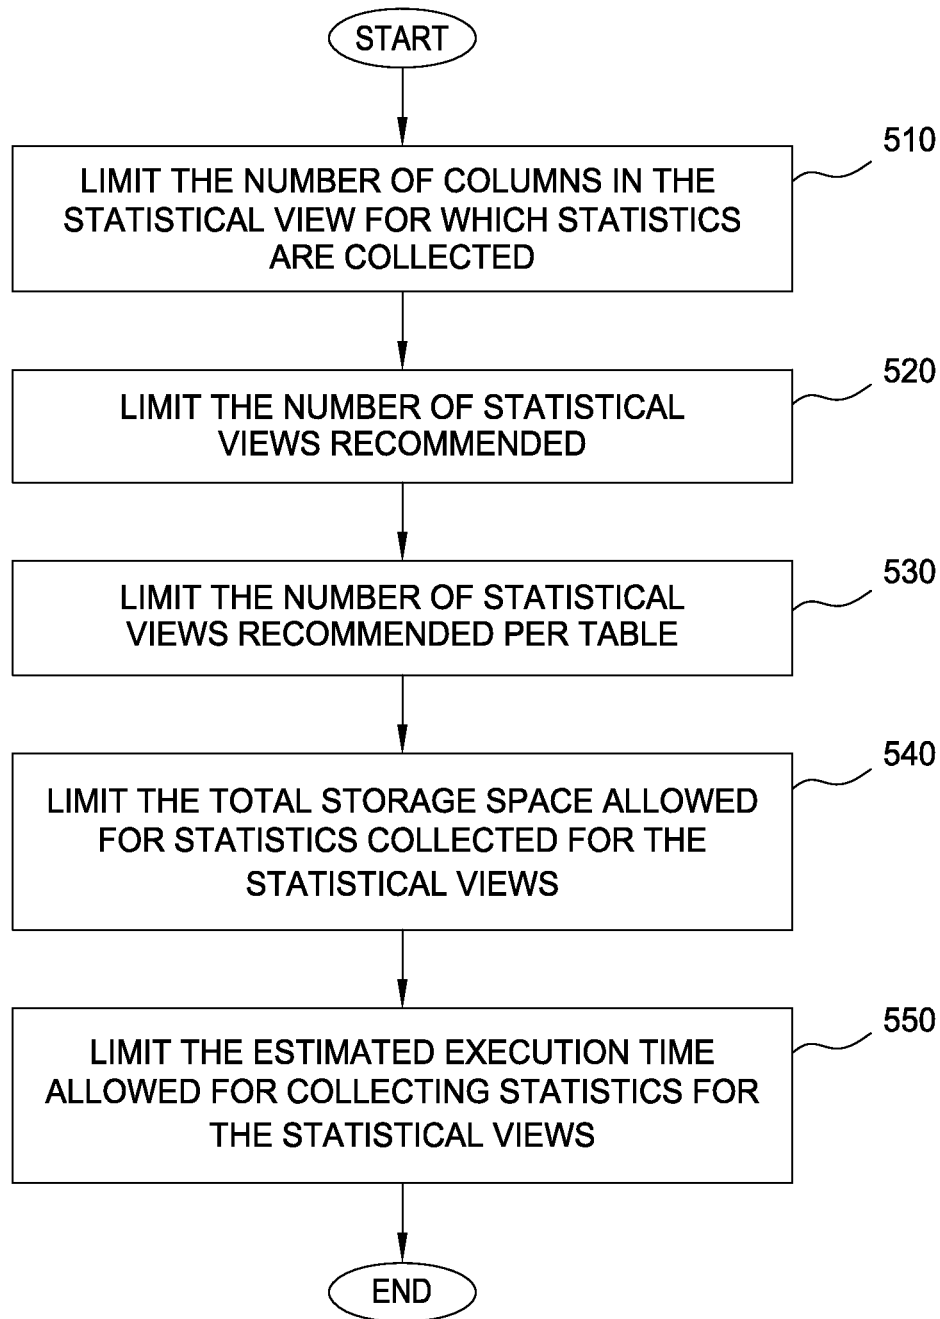 START
510
LIMIT THE NUMBER OF COLUMNS IN THE
STATISTICAL VIEW FOR WHICH STATISTICS
ARE COLLECTED
520
LIMIT THE NUMBER OF STATISTICAL
VIEWS RECOMMENDED
530
LIMIT THE NUMBER OF STATISTICAL
VIEWS RECOMMENDED PER TABLE
540
LIMIT THE TOTAL STORAGE SPACE ALLOWED
FOR STATISTICS COLLECTED FOR THE
STATISTICAL VIEWS
550
LIMIT THE ESTIMATED EXECUTION TIME
ALLOWED FOR COLLECTING STATISTICS FOR
THE STATISTICAL VIEWS
END